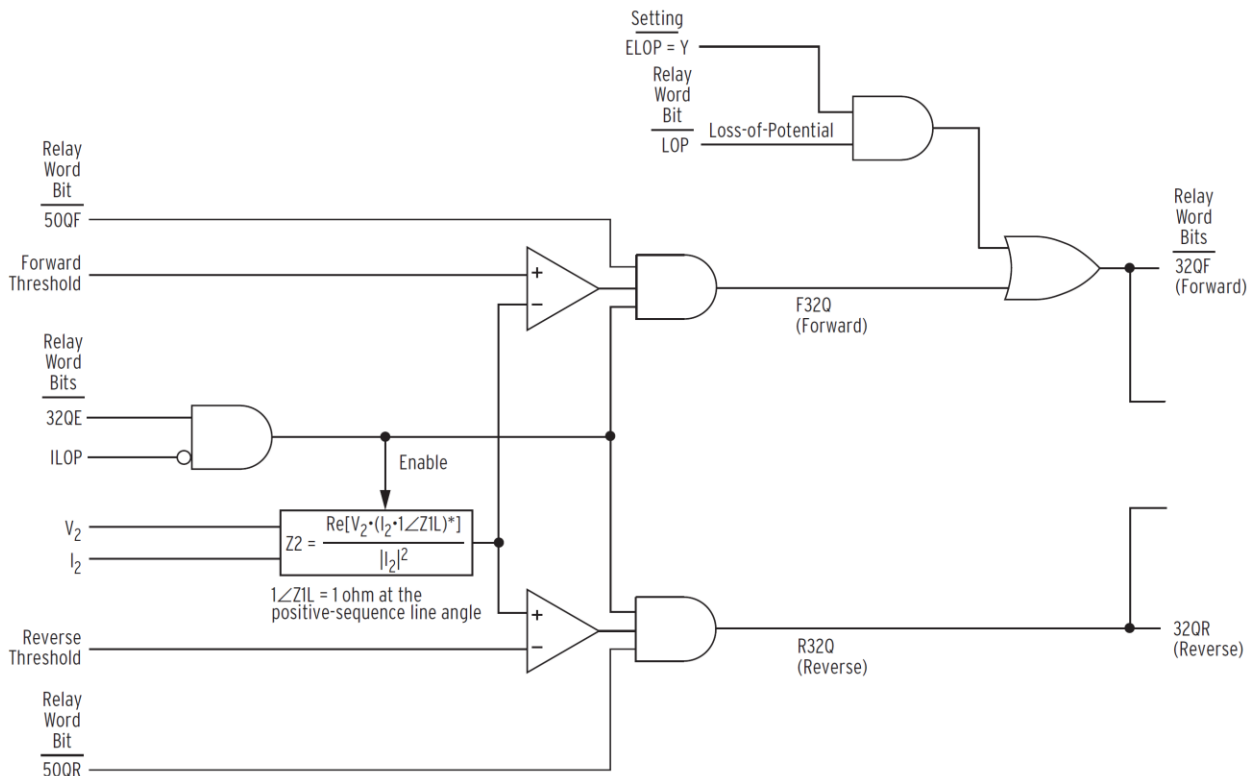 Setting
ELOP = Y
Relay
Word
Bit
LOP
Loss-of-Potential
Relay
Word
Bit
50QF
Forward
Threshold
+
−
F32Q
(Forward)
Relay
Word
Bits
32QF
(Forward)
Relay
Word
Bits
32QE
ILOP
Enable
V₂
I₂
Z2 = Re[V₂•(I₂•1∠Z1L)*]
|I₂|²
1∠Z1L = 1 ohm at the
positive-sequence line angle
+
−
Reverse
Threshold
R32Q
(Reverse)
32QR
(Reverse)
Relay
Word
Bit
50QR